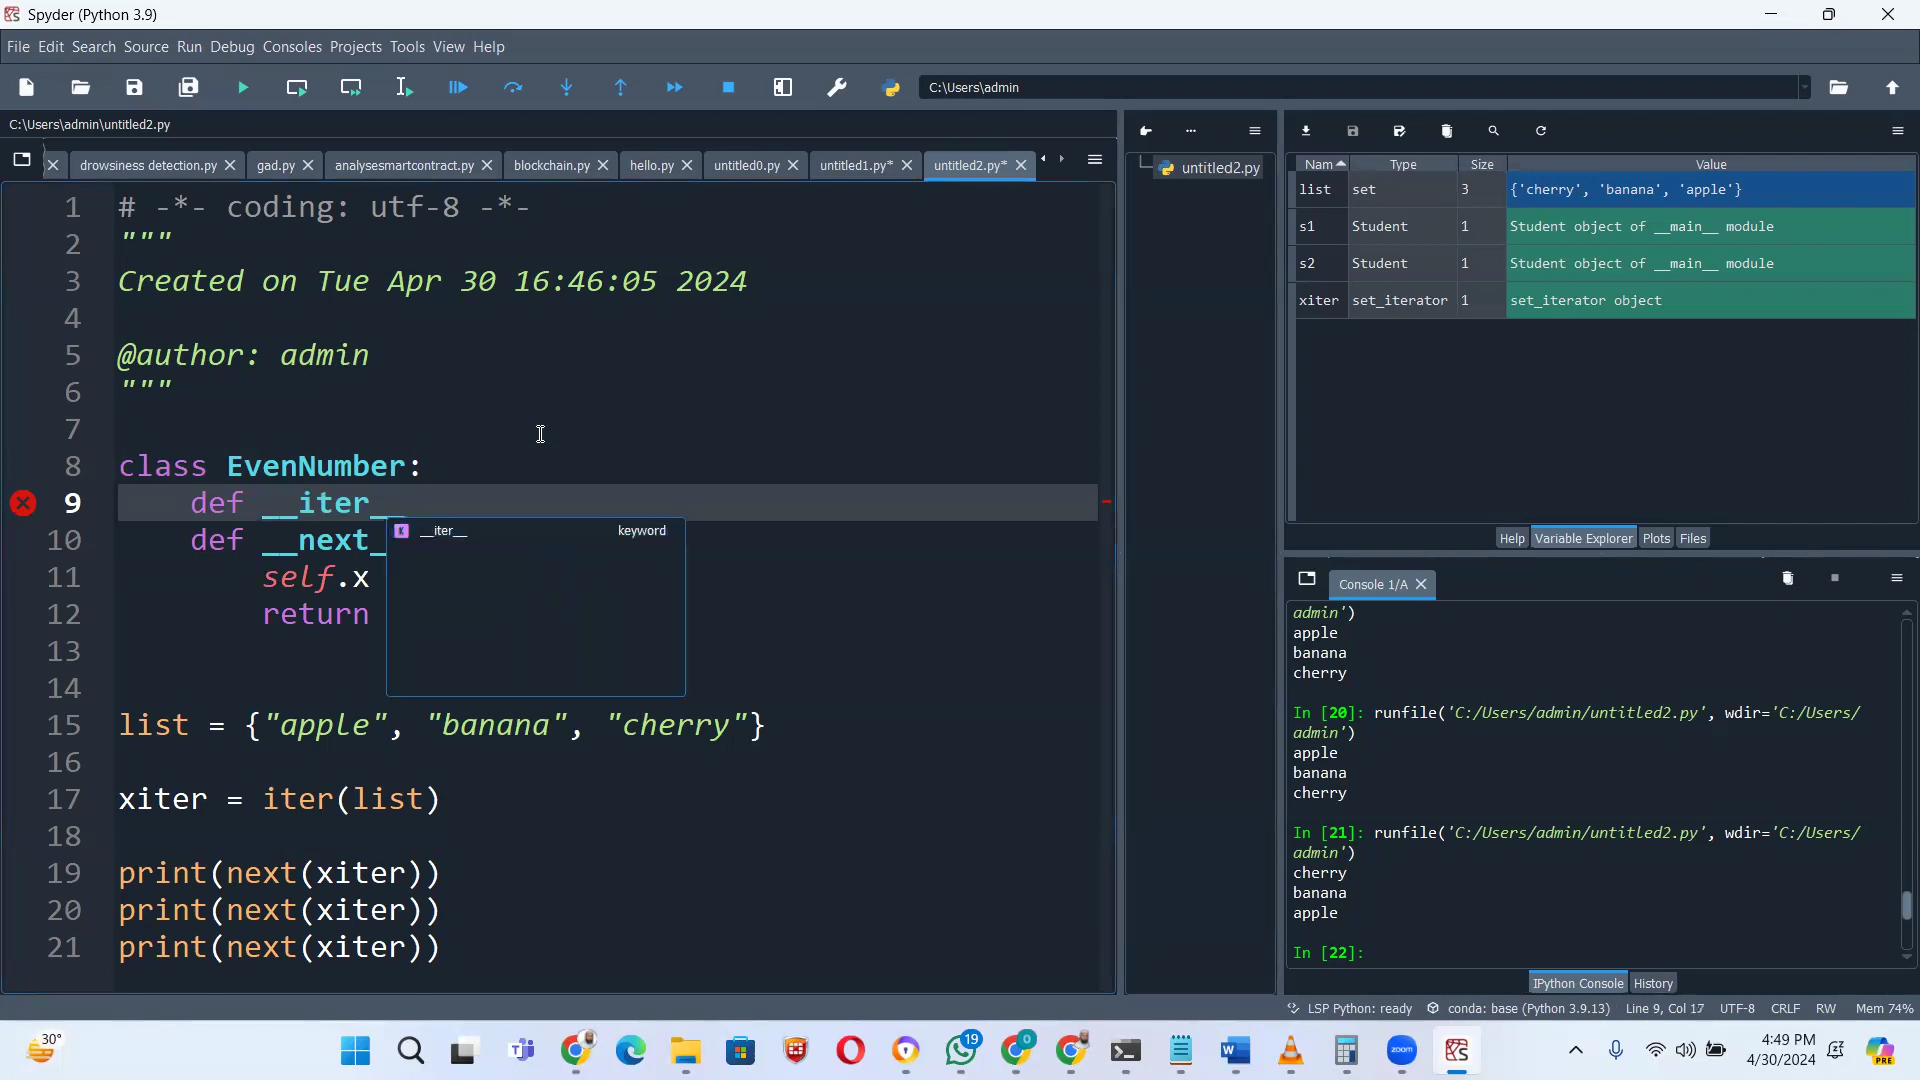 Spyder (Python 3.9)
File Edit Search Source Run Debug Consoles Projects Tools View Help
C:\Users\admin
C:\Users\admin\untitled2.py
drowsiness detection.py gad.py analysesmartcontract.py blockchain.py hello.py untitled0.py untitled1.py* untitled2.py*
1 # -*- coding: utf-8 -*-
2 """
3 Created on Tue Apr 30 16:46:05 2024
4
5 @author: admin
6 """
7
8 class EvenNumber:
9 def __iter__
10 def __next_
11 self.x
12 return
13
14
15 list = {"apple", "banana", "cherry"}
16
17 xiter = iter(list)
18
19 print(next(xiter))
20 print(next(xiter))
21 print(next(xiter))
__iter__ keyword
untitled2.py
Nam Type Size Value
list set 3 {'cherry', 'banana', 'apple'}
s1 Student 1 Student object of __main__ module
s2 Student 1 Student object of __main__ module
xiter set_iterator 1 set_iterator object
Help Variable Explorer Plots Files
Console 1/A
admin')
apple
banana
cherry
In [20]: runfile('C:/Users/admin/untitled2.py', wdir='C:/Users/
admin')
apple
banana
cherry
In [21]: runfile('C:/Users/admin/untitled2.py', wdir='C:/Users/
admin')
cherry
banana
apple
In [22]:
IPython Console History
LSP Python: ready conda: base (Python 3.9.13) Line 9, Col 17 UTF-8 CRLF RW Mem 74%
30°
19
zoom
4:49 PM
4/30/2024
PRE